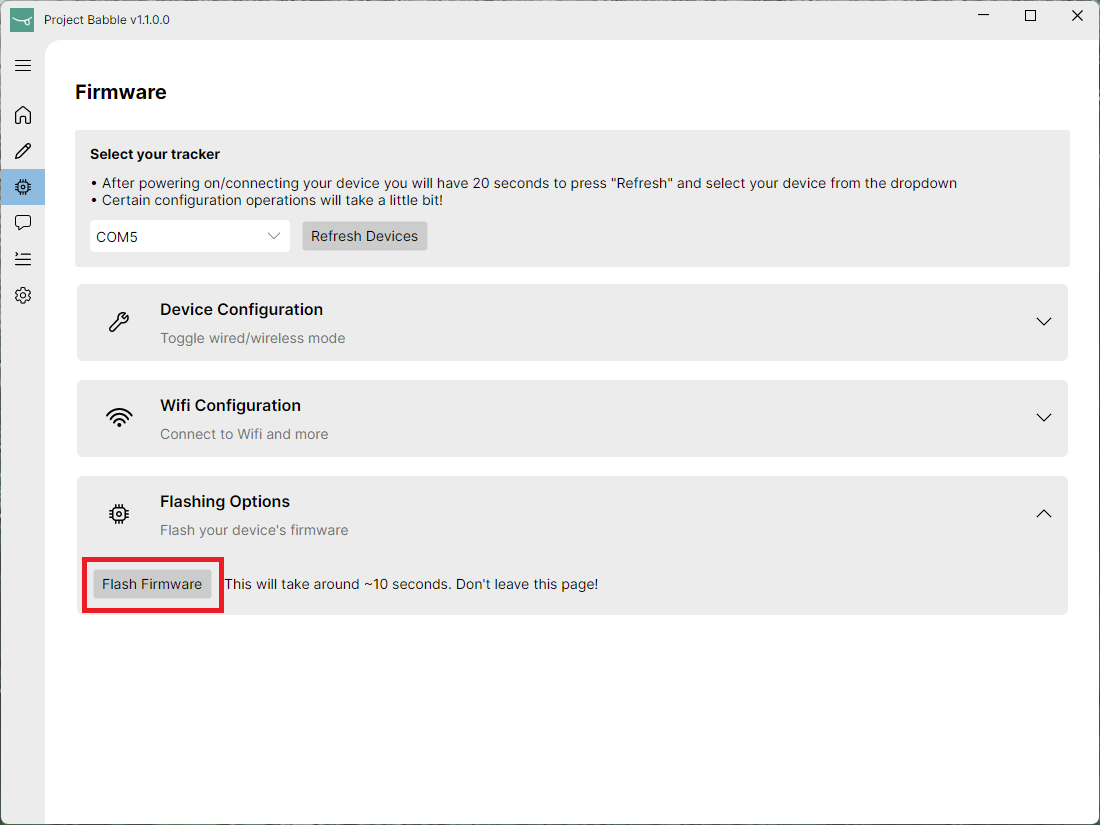 Project Babble v1.1.0.0
Firmware
Select your tracker
• After powering on/connecting your device you will have 20 seconds to press "Refresh" and select your device from the dropdown
• Certain configuration operations will take a little bit!
COM5
Refresh Devices
Device Configuration
Toggle wired/wireless mode
Wifi Configuration
Connect to Wifi and more
Flashing Options
Flash your device's firmware
Flash Firmware This will take around ~10 seconds. Don't leave this page!